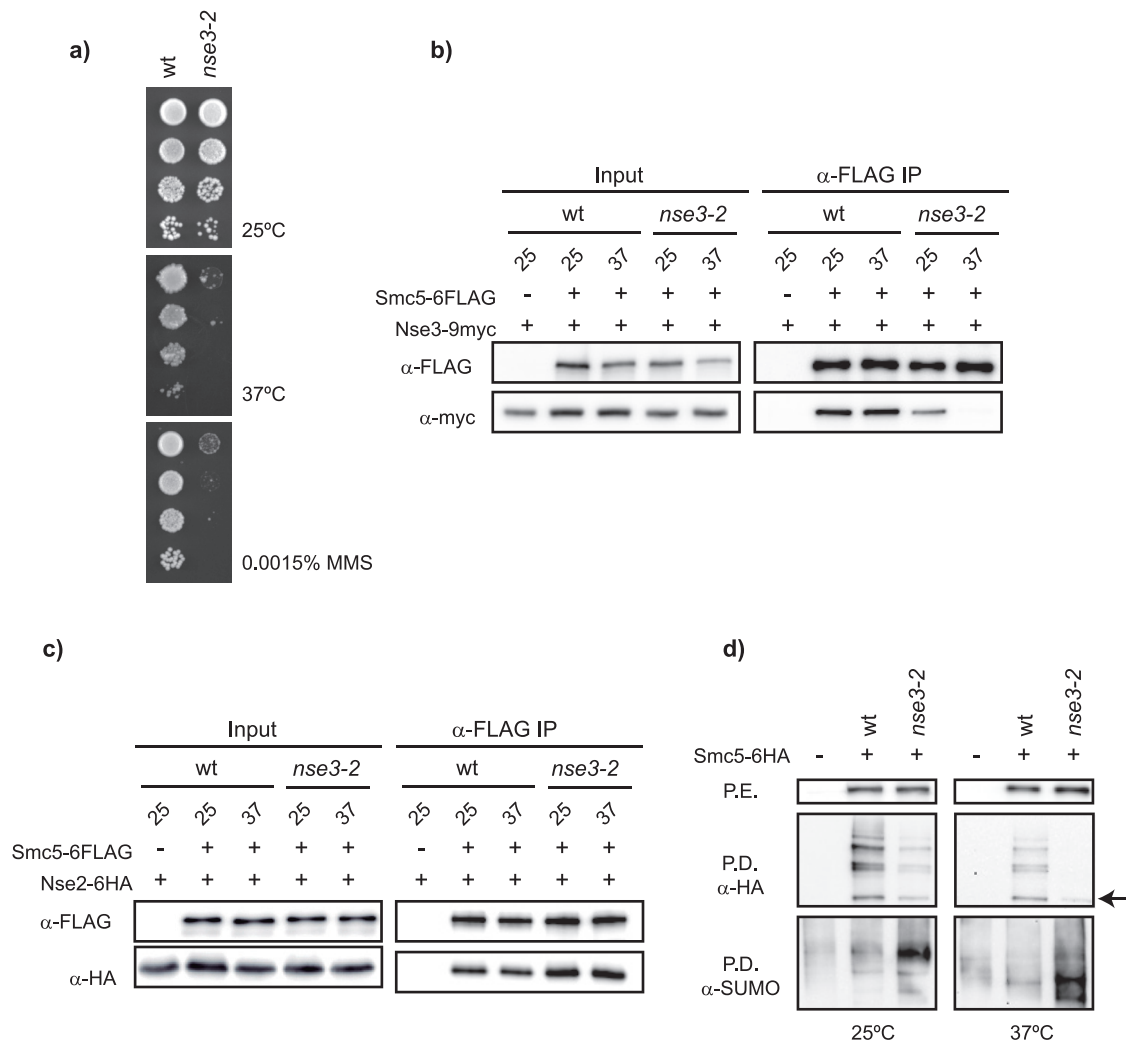 a)
wt nse3-2
25ºC
37ºC
0.0015% MMS
b)
Input α-FLAG IP
wt nse3-2 wt nse3-2
25 25 37 25 37 25 25 37 25 37
Smc5-6FLAG - + + + + - + + + +
Nse3-9myc + + + + + + + + + +
α-FLAG
α-myc
c)
Input α-FLAG IP
wt nse3-2 wt nse3-2
25 25 37 25 37 25 25 37 25 37
Smc5-6FLAG - + + + + - + + + +
Nse2-6HA + + + + + + + + + +
α-FLAG
α-HA
d)
wt nse3-2 wt nse3-2
Smc5-6HA - + + - + +
P.E.
P.D.
α-HA
P.D.
α-SUMO
25ºC 37ºC